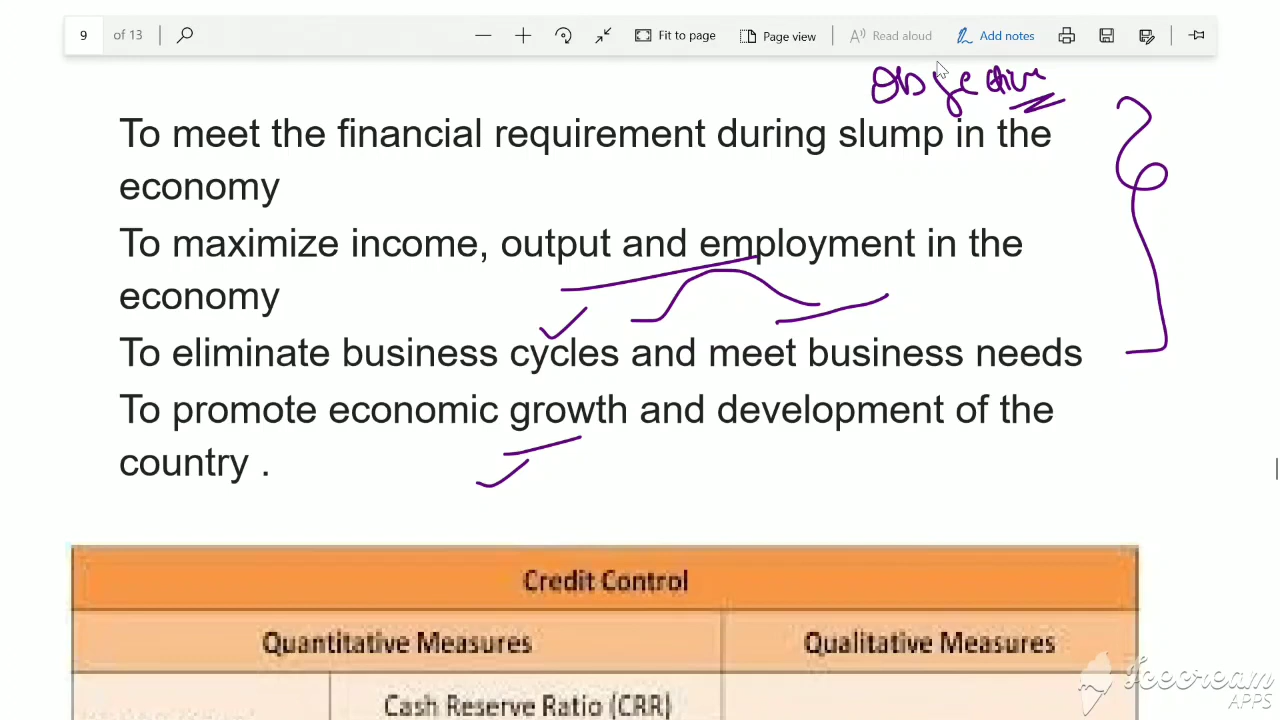 9 of 13 Fit to page Page view Read aloud Add notes
Objective
To meet the financial requirement during slump in the
economy
To maximize income, output and employment in the
economy
To eliminate business cycles and meet business needs
To promote economic growth and development of the
country .
Credit Control
Quantitative Measures Qualitative Measures
Cash Reserve Ratio (CRR)
Icecream
APPS